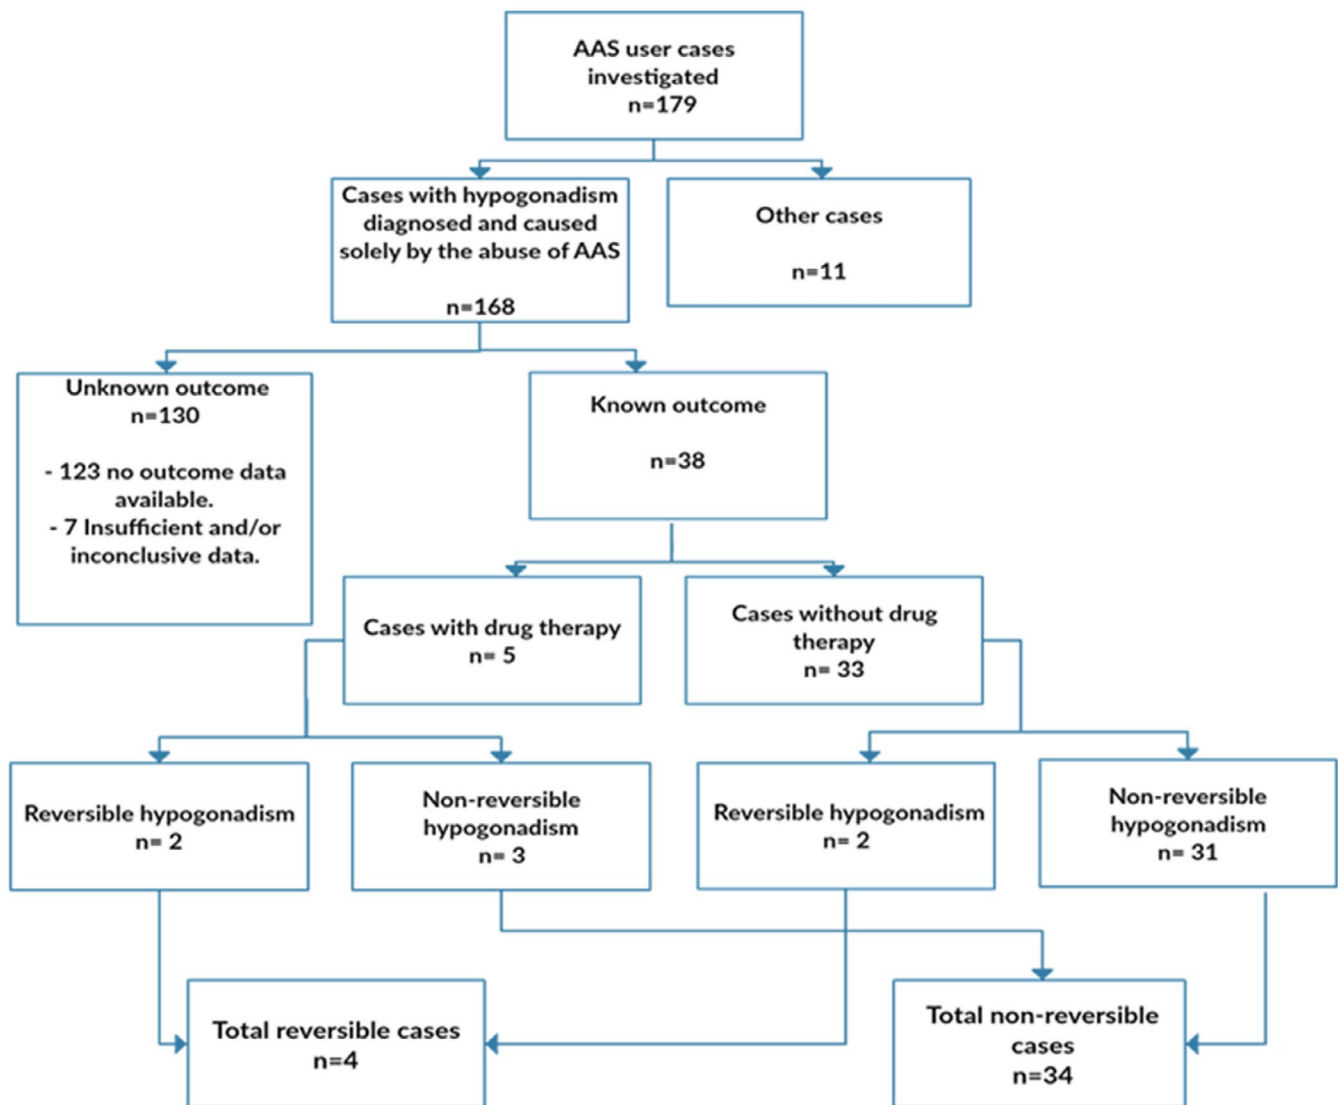 AAS user cases
investigated
n=179
Cases with hypogonadism
diagnosed and caused
solely by the abuse of AAS
n=168
Other cases
n=11
Unknown outcome
n=130
- 123 no outcome data
available.
- 7 Insufficient and/or
inconclusive data.
Known outcome
n=38
Cases with drug therapy
n= 5
Cases without drug
therapy
n= 33
Reversible hypogonadism
n= 2
Non-reversible
hypogonadism
n= 3
Reversible hypogonadism
n= 2
Non-reversible
hypogonadism
n= 31
Total reversible cases
n=4
Total non-reversible
cases
n=34